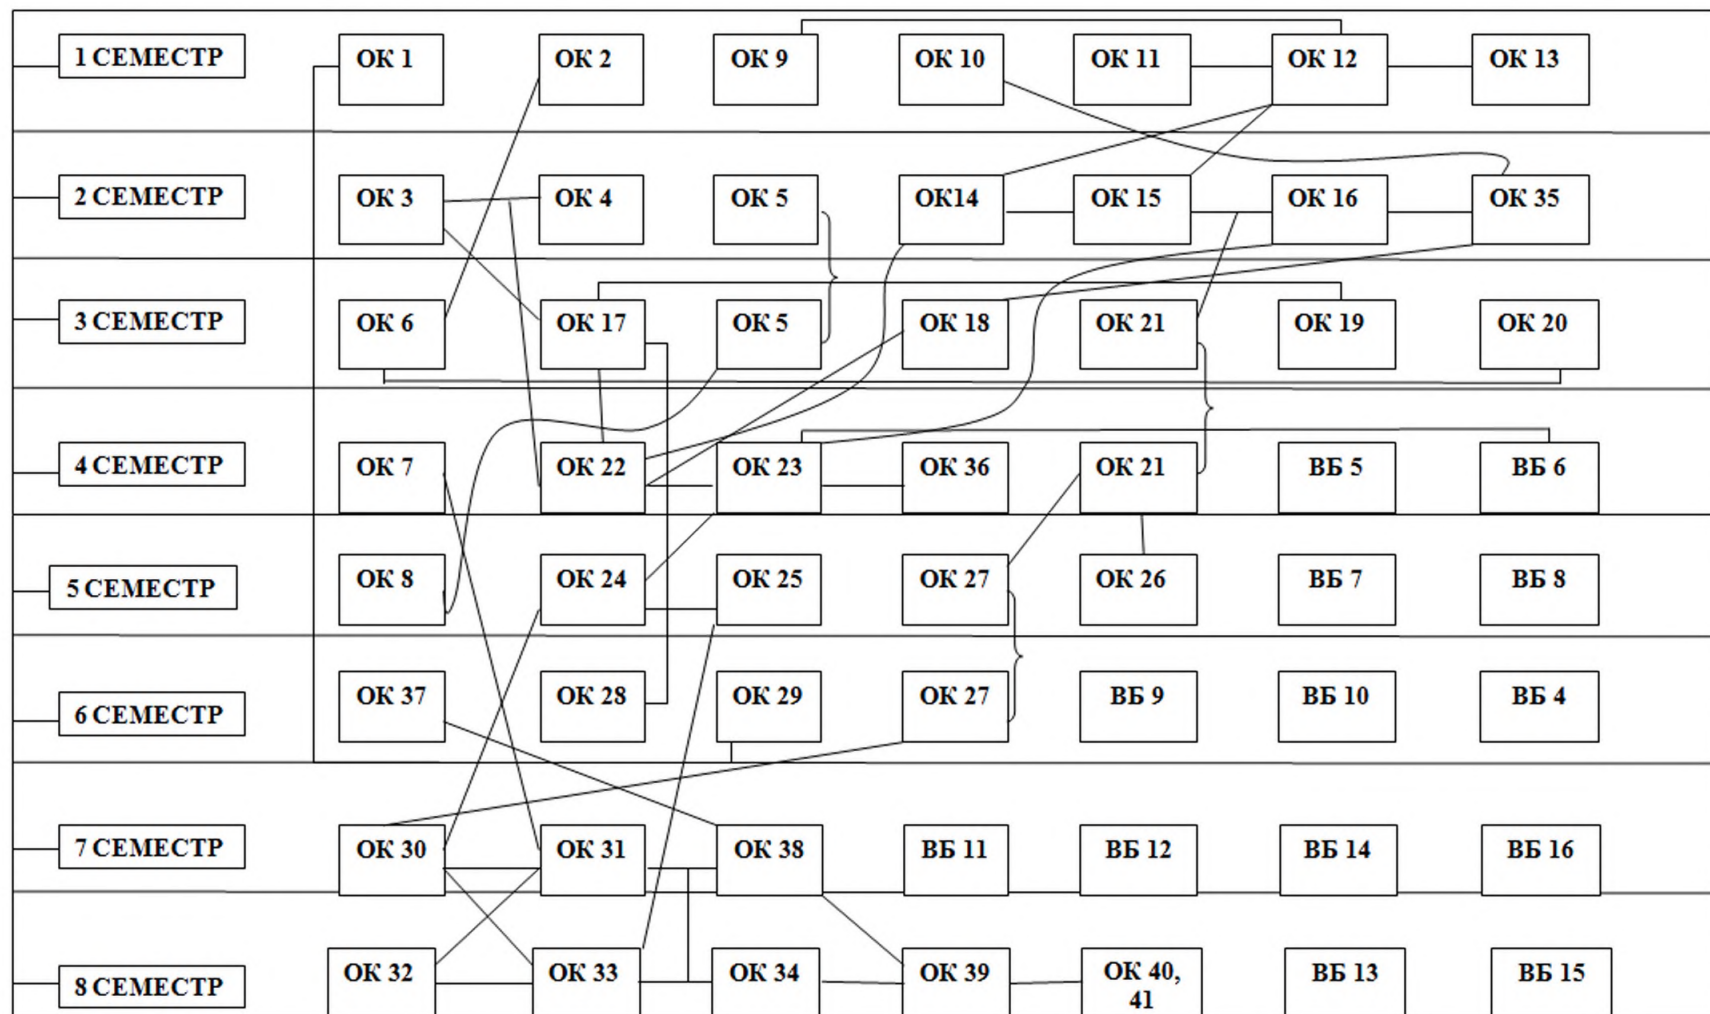 1 СЕМЕСТР ОК 1 ОК 2 ОК 9 ОК 10 ОК 11 ОК 12 ОК 13
2 СЕМЕСТР ОК 3 ОК 4 ОК 5 ОК14 ОК 15 ОК 16 ОК 35
3 СЕМЕСТР ОК 6 ОК 17 ОК 5 ОК 18 ОК 21 ОК 19 ОК 20
4 СЕМЕСТР ОК 7 ОК 22 ОК 23 ОК 36 ОК 21 ВБ 5 ВБ 6
5 СЕМЕСТР ОК 8 ОК 24 ОК 25 ОК 27 ОК 26 ВБ 7 ВБ 8
6 СЕМЕСТР ОК 37 ОК 28 ОК 29 ОК 27 ВБ 9 ВБ 10 ВБ 4
7 СЕМЕСТР ОК 30 ОК 31 ОК 38 ВБ 11 ВБ 12 ВБ 14 ВБ 16
8 СЕМЕСТР ОК 32 ОК 33 ОК 34 ОК 39 ОК 40, ВБ 13 ВБ 15
41